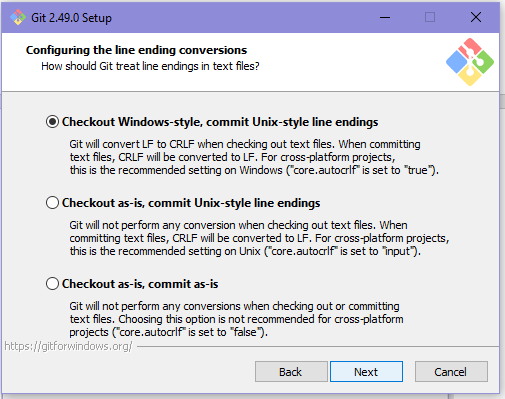 Git 2.49.0 Setup
Configuring the line ending conversions
How should Git treat line endings in text files?
Checkout Windows-style, commit Unix-style line endings
Git will convert LF to CRLF when checking out text files. When committing
text files, CRLF will be converted to LF. For cross-platform projects,
this is the recommended setting on Windows ("core.autocrlf" is set to "true").
Checkout as-is, commit Unix-style line endings
Git will not perform any conversion when checking out text files. When
committing text files, CRLF will be converted to LF. For cross-platform projects,
this is the recommended setting on Unix ("core.autocrlf" is set to "input").
Checkout as-is, commit as-is
Git will not perform any conversions when checking out or committing
text files. Choosing this option is not recommended for cross-platform
projects ("core.autocrlf" is set to "false").
https://gitforwindows.org/
Back Next Cancel